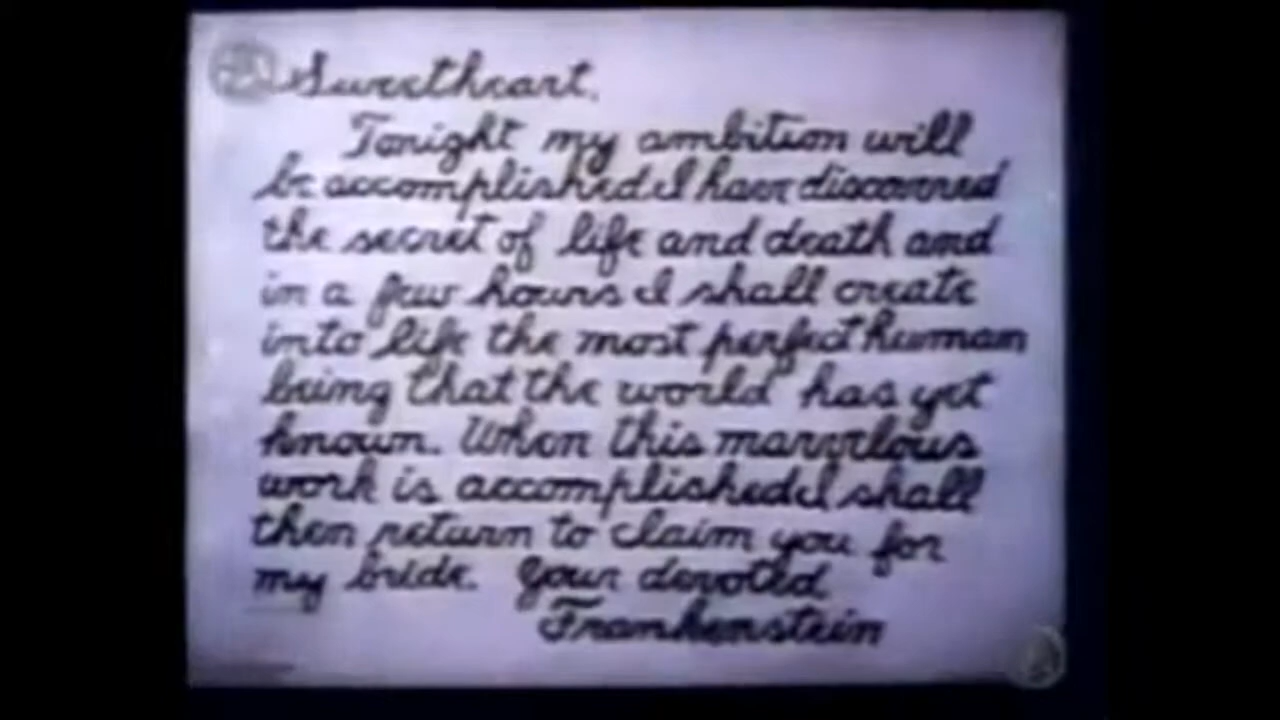 Sweetheart,
Tonight my ambition will
be accomplished. I have discovered
the secret of life and death and
in a few hours I shall create
into life the most perfect human
being that the world has yet
known. When this marvelous
work is accomplished, I shall
then return to claim you for
my bride. Your devoted
Frankenstein